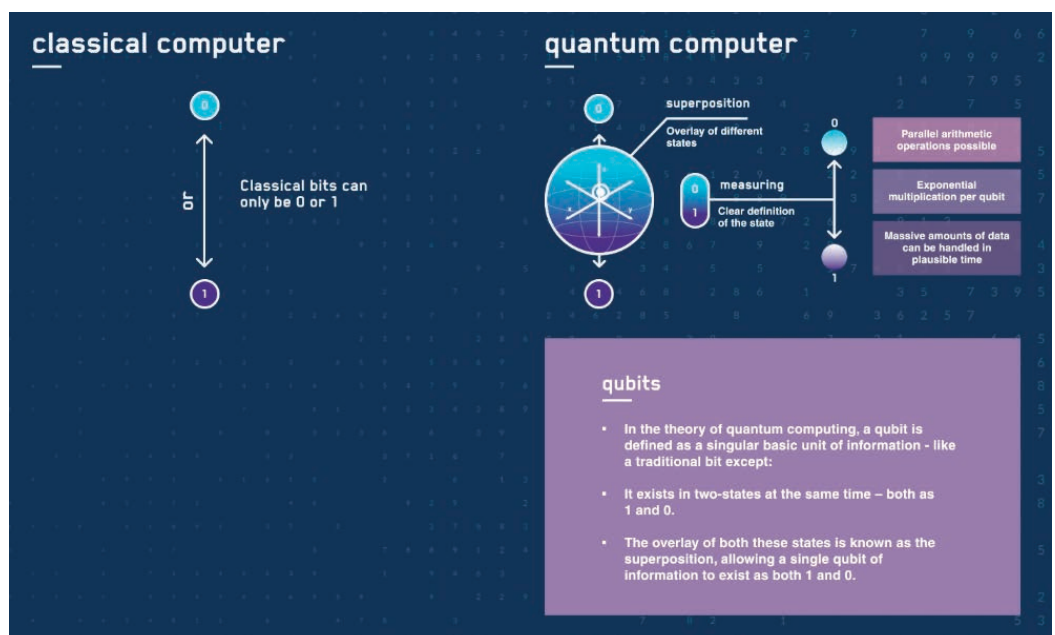 classical computer
0
or
Classical bits can
only be 0 or 1
1
quantum computer
0
superposition
Overlay of different
states
0
1
measuring
Clear definition
of the state
1
0
1
Parallel arithmetic
operations possible
Exponential
multiplication per qubit
Massive amounts of data
can be handled in
plausible time
qubits
• In the theory of quantum computing, a qubit is
defined as a singular basic unit of information - like
a traditional bit except:
• It exists in two-states at the same time – both as
1 and 0.
• The overlay of both these states is known as the
superposition, allowing a single qubit of
information to exist as both 1 and 0.